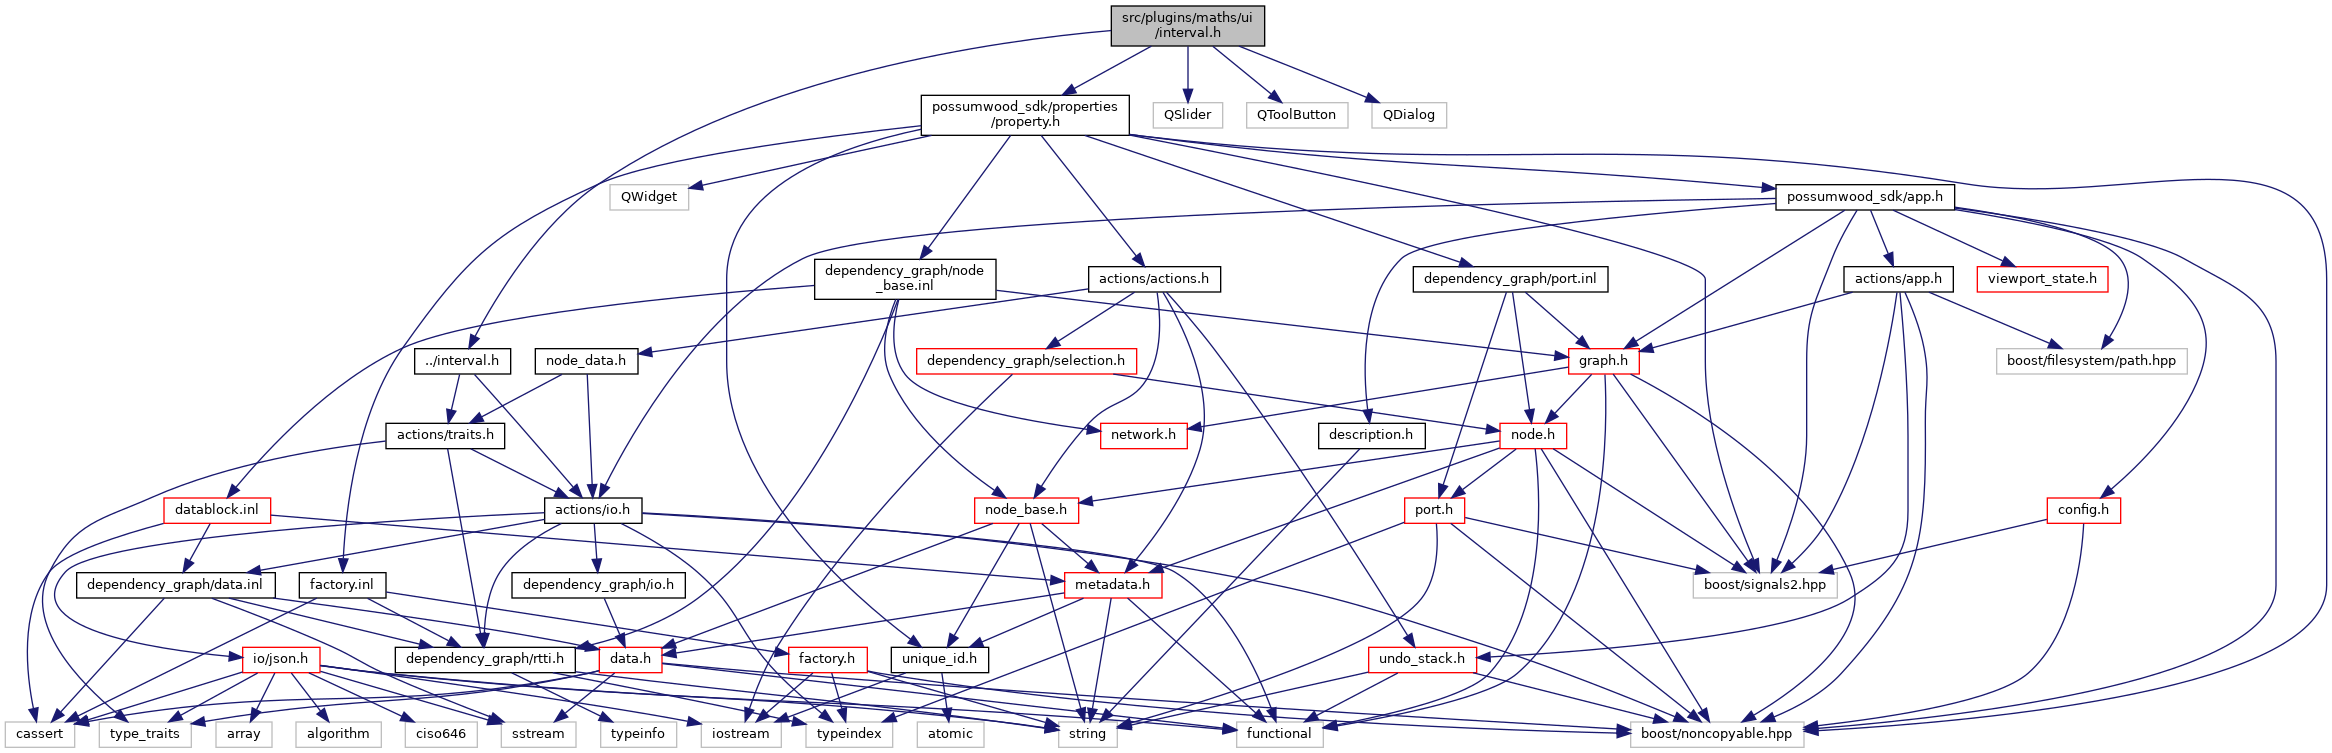 src/plugins/maths/ui
/interval.h
possumwood_sdk/properties
/property.h
QSlider
QToolButton
QDialog
QWidget
possumwood_sdk/app.h
dependency_graph/node
_base.inl
actions/actions.h
dependency_graph/port.inl
actions/app.h
viewport_state.h
../interval.h
node_data.h
dependency_graph/selection.h
graph.h
boost/filesystem/path.hpp
actions/traits.h
network.h
description.h
node.h
datablock.inl
actions/io.h
node_base.h
port.h
config.h
dependency_graph/data.inl
factory.inl
dependency_graph/io.h
metadata.h
boost/signals2.hpp
io/json.h
dependency_graph/rtti.h
data.h
factory.h
unique_id.h
undo_stack.h
cassert
type_traits
array
algorithm
ciso646
sstream
typeinfo
iostream
typeindex
atomic
string
functional
boost/noncopyable.hpp